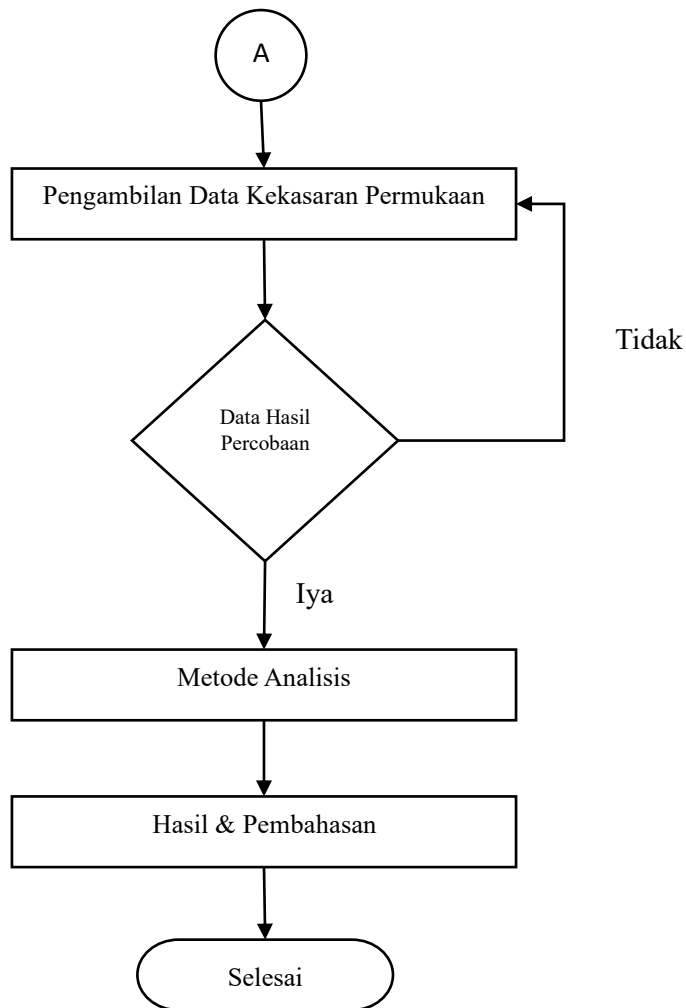 A
Pengambilan Data Kekasaran Permukaan
Tidak
Data Hasil
Percobaan
Iya
Metode Analisis
Hasil & Pembahasan
Selesai